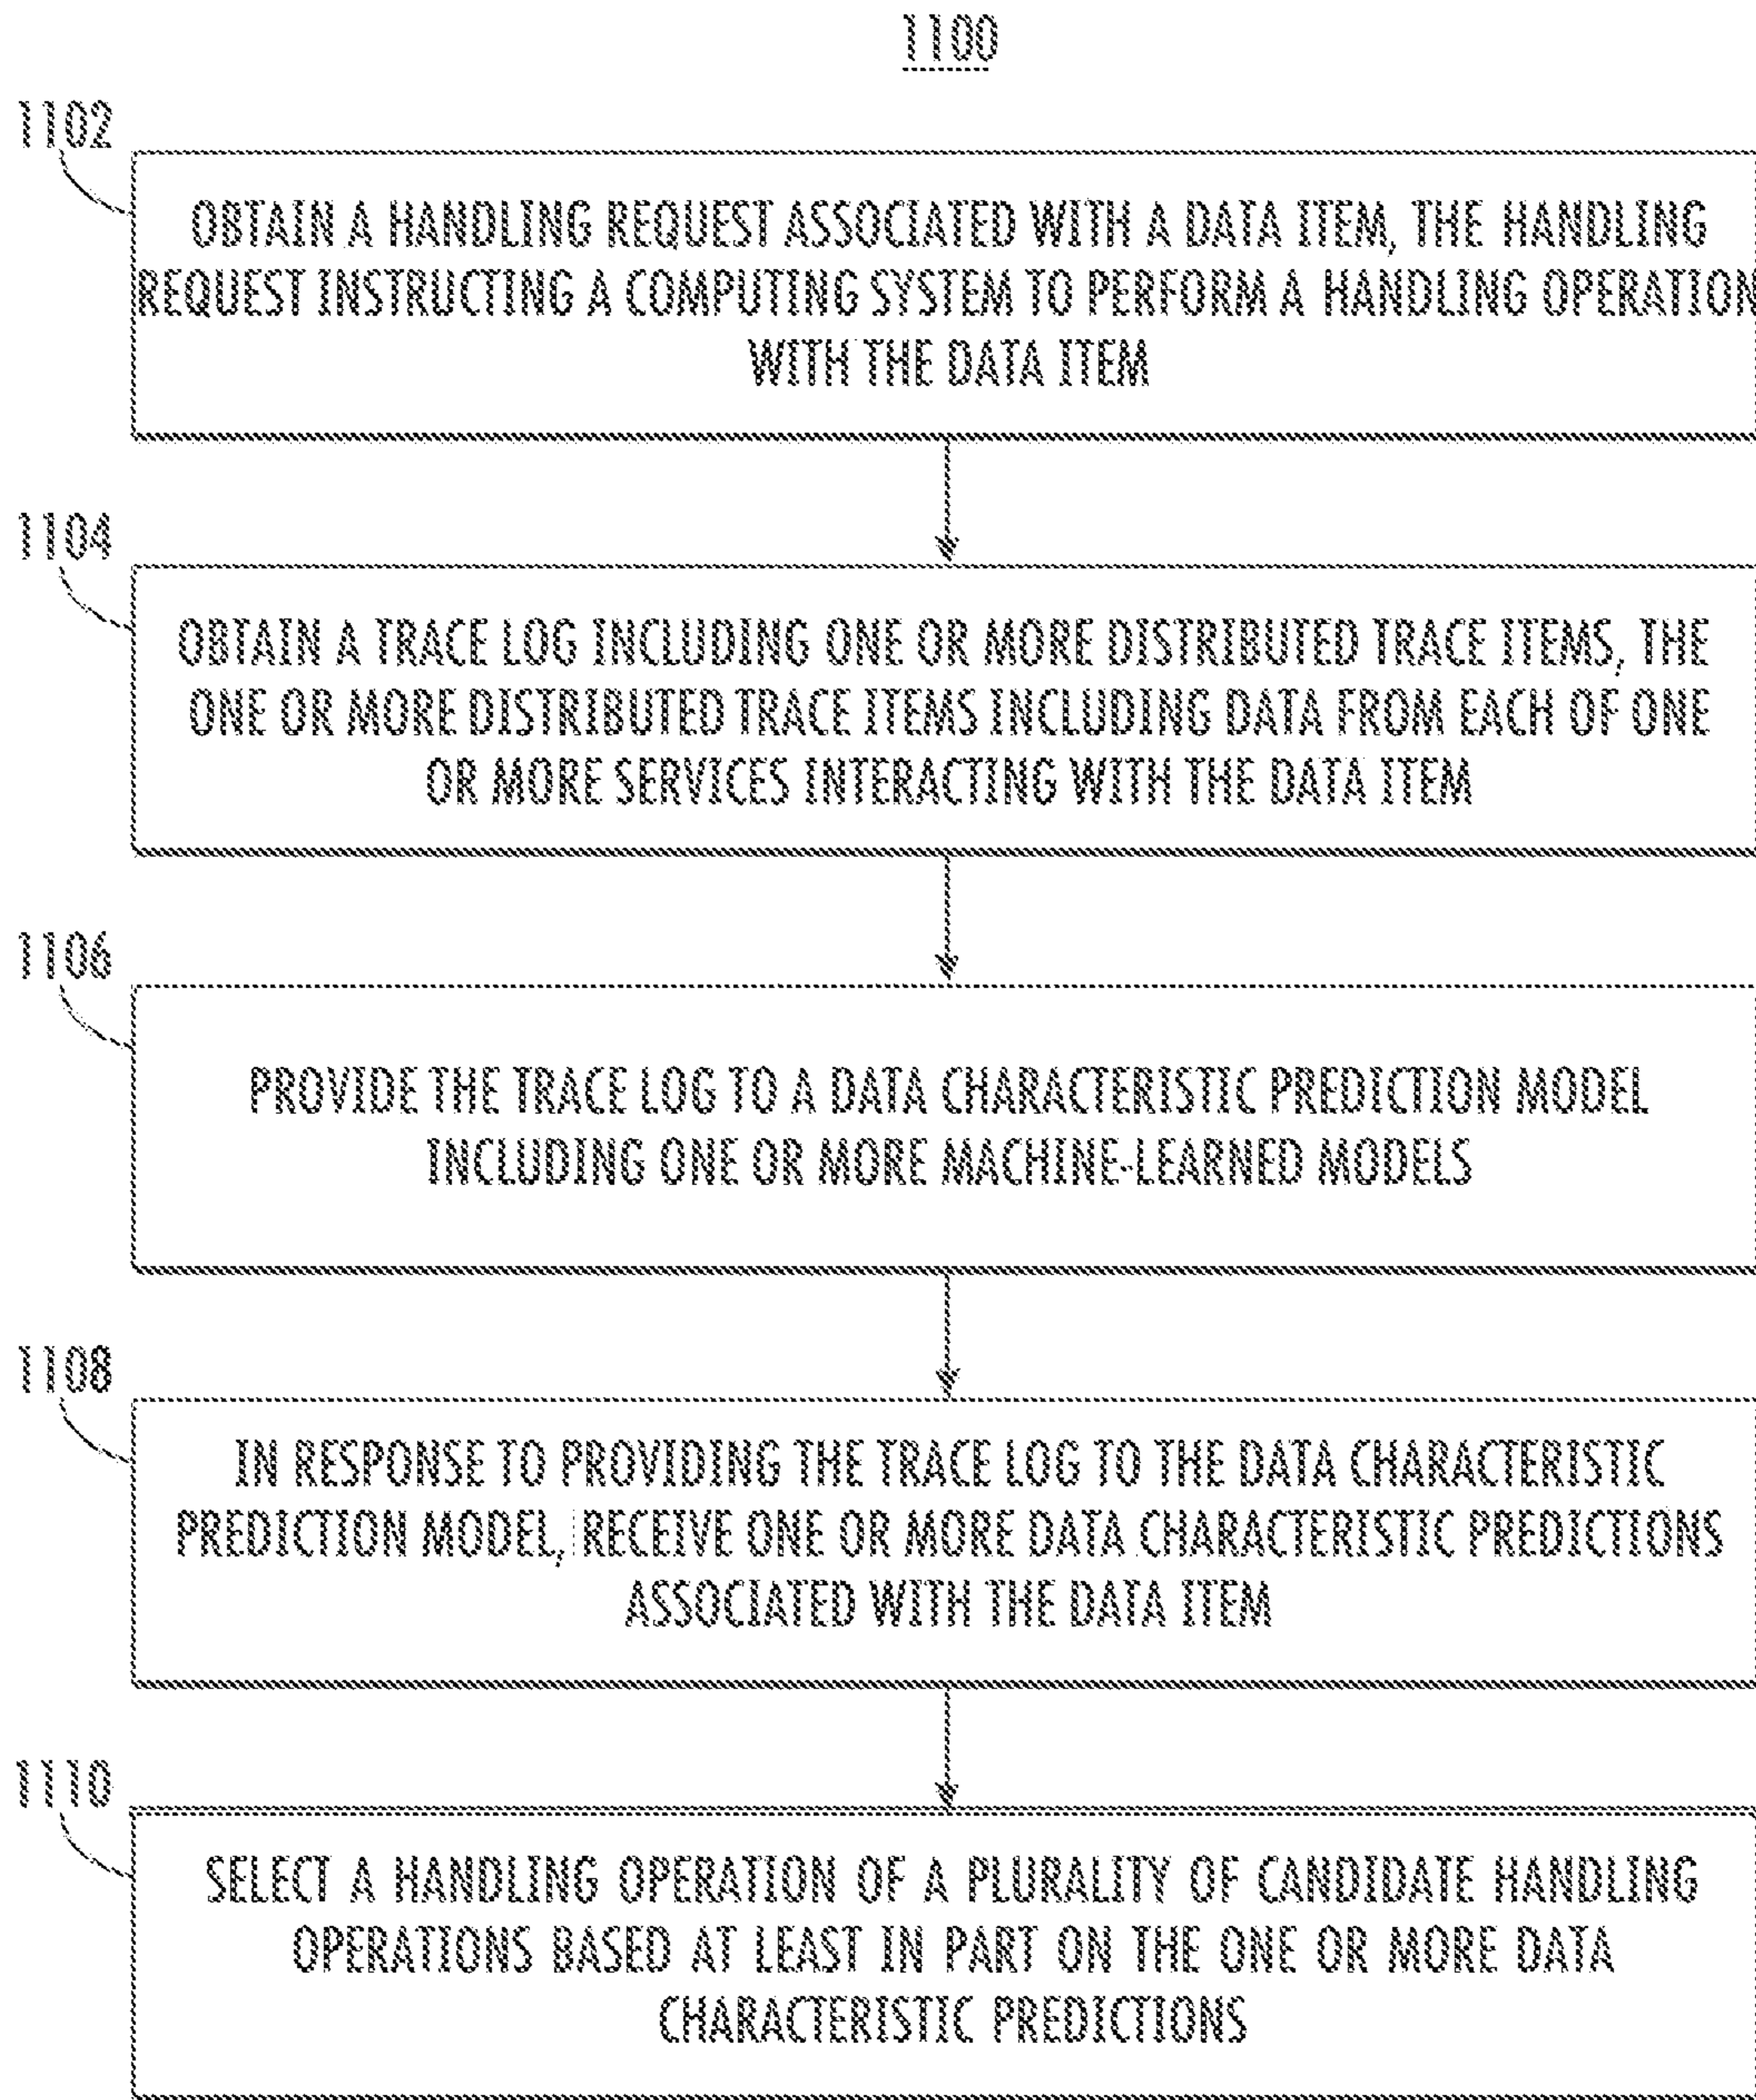 1100
1102
OBTAIN A HANDLING REQUEST ASSOCIATED WITH A DATA ITEM, THE HANDLING
REQUEST INSTRUCTING A COMPUTING SYSTEM TO PERFORM A HANDLING OPERATION
WITH THE DATA ITEM
1104
OBTAIN A TRACE LOG INCLUDING ONE OR MORE DISTRIBUTED TRACE ITEMS, THE
ONE OR MORE DISTRIBUTED TRACE ITEMS INCLUDING DATA FROM EACH OF ONE
OR MORE SERVICES INTERACTING WITH THE DATA ITEM
1106
PROVIDE THE TRACE LOG TO A DATA CHARACTERISTIC PREDICTION MODEL
INCLUDING ONE OR MORE MACHINE-LEARNED MODELS
1108
IN RESPONSE TO PROVIDING THE TRACE LOG TO THE DATA CHARACTERISTIC
PREDICTION MODEL, RECEIVE ONE OR MORE DATA CHARACTERISTIC PREDICTIONS
ASSOCIATED WITH THE DATA ITEM
1110
SELECT A HANDLING OPERATION OF A PLURALITY OF CANDIDATE HANDLING
OPERATIONS BASED AT LEAST IN PART ON THE ONE OR MORE DATA
CHARACTERISTIC PREDICTIONS